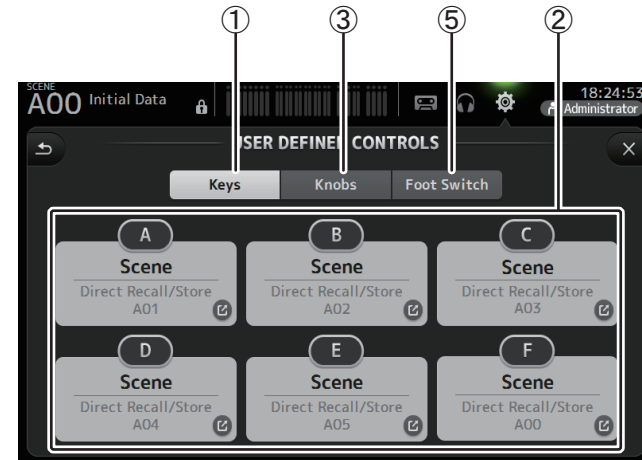 ① ③ ⑤ ②
SCENE
A00 Initial Data
18:24:53
Administrator
USER DEFINED CONTROLS
Keys Knobs Foot Switch
A B C
Scene Scene Scene
Direct Recall/Store Direct Recall/Store Direct Recall/Store
A01 A02 A03
D E F
Scene Scene Scene
Direct Recall/Store Direct Recall/Store Direct Recall/Store
A04 A05 A00